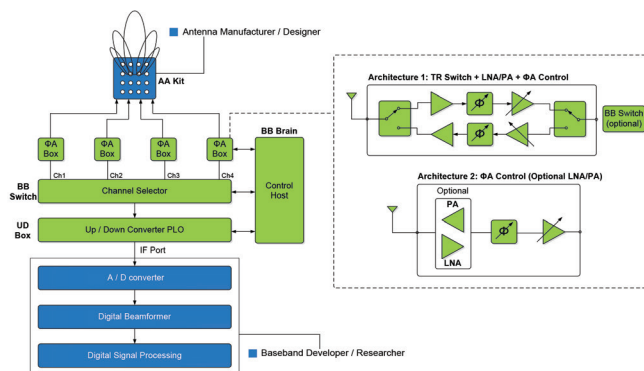 Antenna Manufacturer / Designer
AA Kit
ΦA
Box
ΦA
Box
ΦA
Box
ΦA
Box
BB Brain
Ch1
Ch2
Ch3
Ch4
BB
Switch
Channel Selector
Control
Host
UD
Box
Up / Down Converter PLO
IF Port
A / D converter
Digital Beamformer
Digital Signal Processing
Baseband Developer / Researcher
Architecture 1: TR Switch + LNA/PA + ΦA Control
Φ
Φ
BB Switch
(optional)
Architecture 2: ΦA Control (Optional LNA/PA)
Optional
PA
LNA
Φ